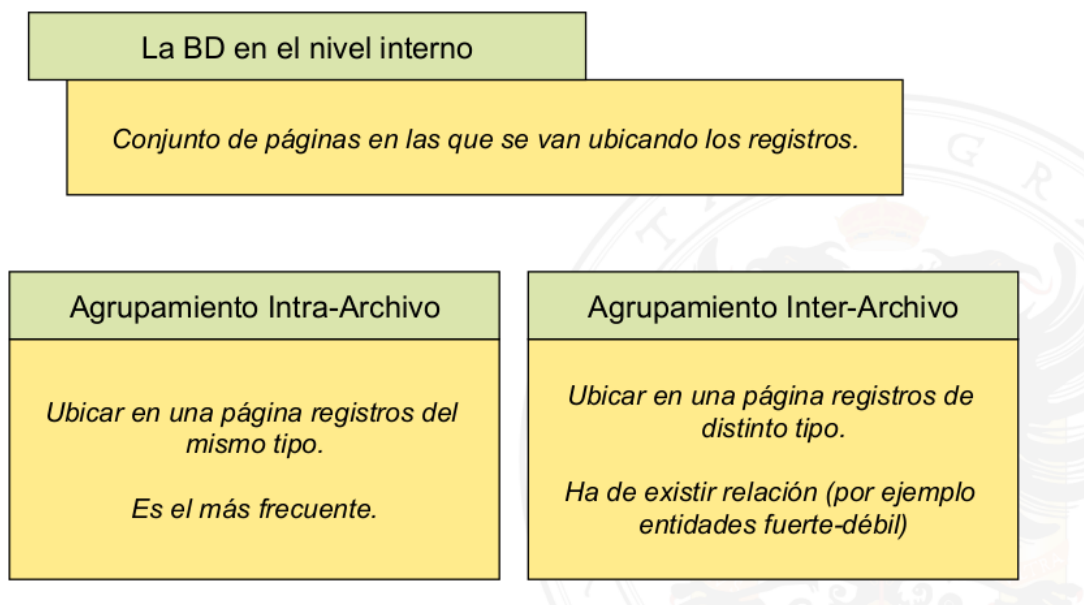 La BD en el nivel interno
Conjunto de páginas en las que se van ubicando los registros.
Agrupamiento Intra-Archivo
Ubicar en una página registros del
mismo tipo.
Es el más frecuente.
Agrupamiento Inter-Archivo
Ubicar en una página registros de
distinto tipo.
Ha de existir relación (por ejemplo
entidades fuerte-débil)